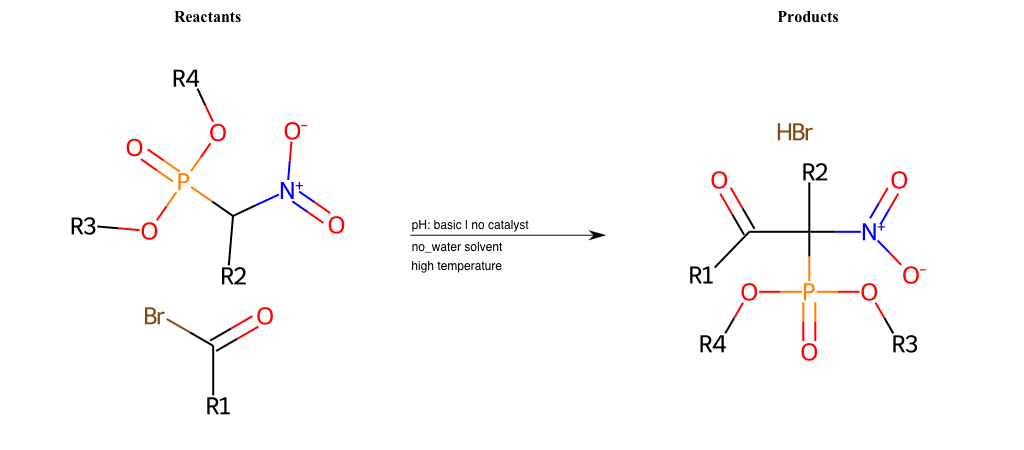 Reactants
Products
R4
O
O⁻
O
P
N⁺
O
R3
O
R2
Br
O
R1
pH: basic | no catalyst
no_water solvent
high temperature
HBr
R2
O
O
N⁺
R1
O⁻
O
P
O
R4
O
R3